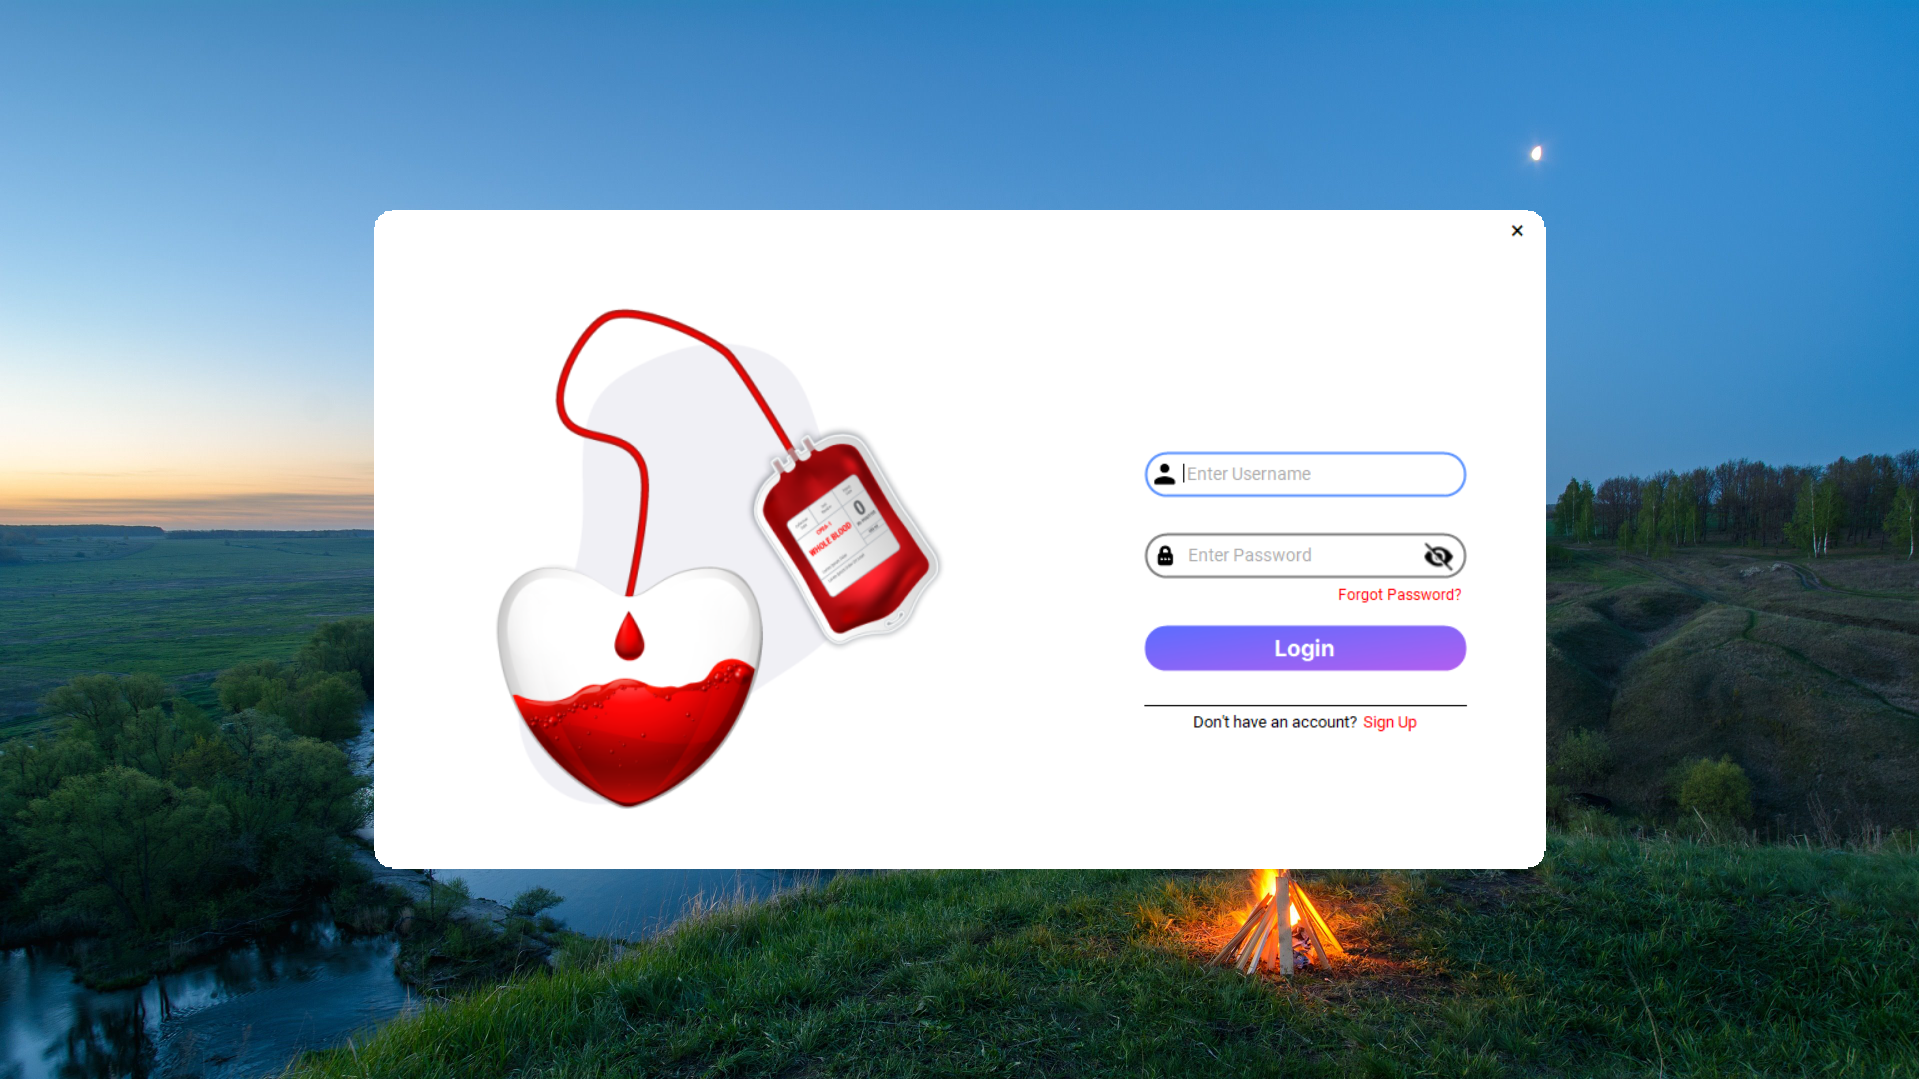 ×
Enter Username
Enter Password
Forgot Password?
Login
Don't have an account? Sign Up
0
WHOLE BLOOD